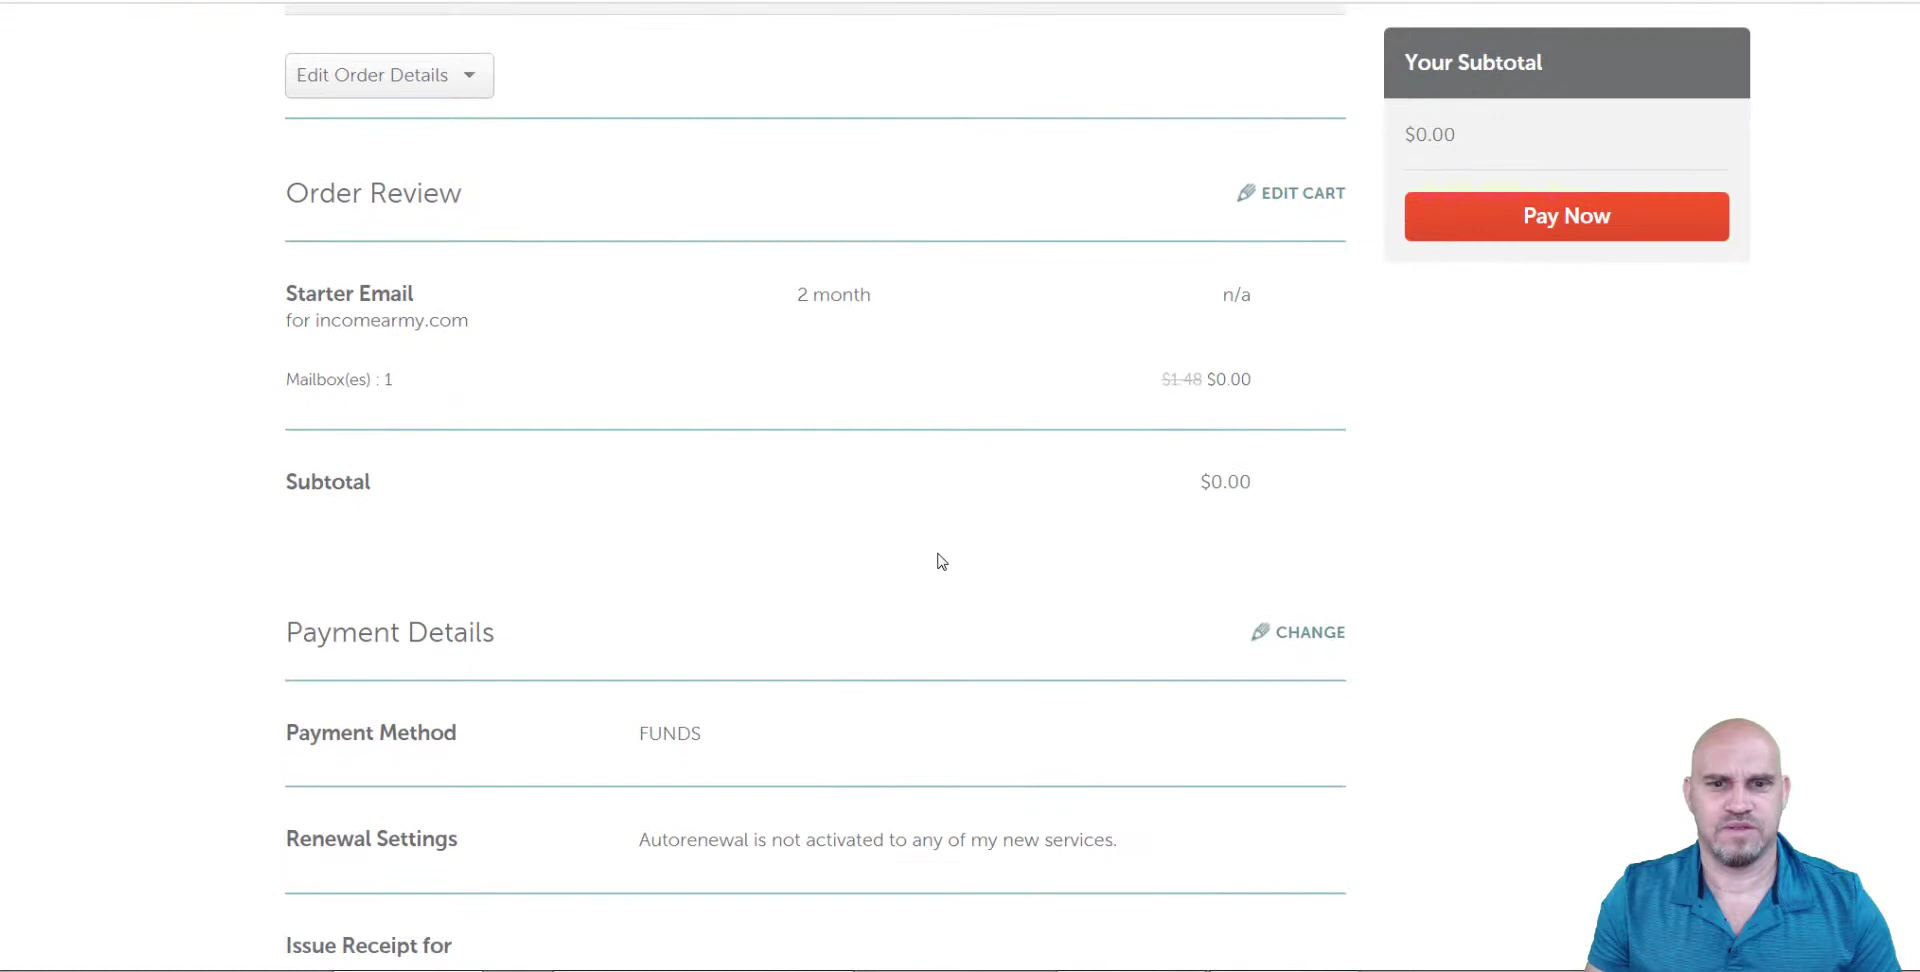 Edit Order Details
Your Subtotal
$0.00
Pay Now
Order Review
EDIT CART
Starter Email 2 month n/a
for incomearmy.com
Mailbox(es) : 1 $1.48 $0.00
Subtotal $0.00
Payment Details
CHANGE
Payment Method FUNDS
Renewal Settings Autorenewal is not activated to any of my new services.
Issue Receipt for